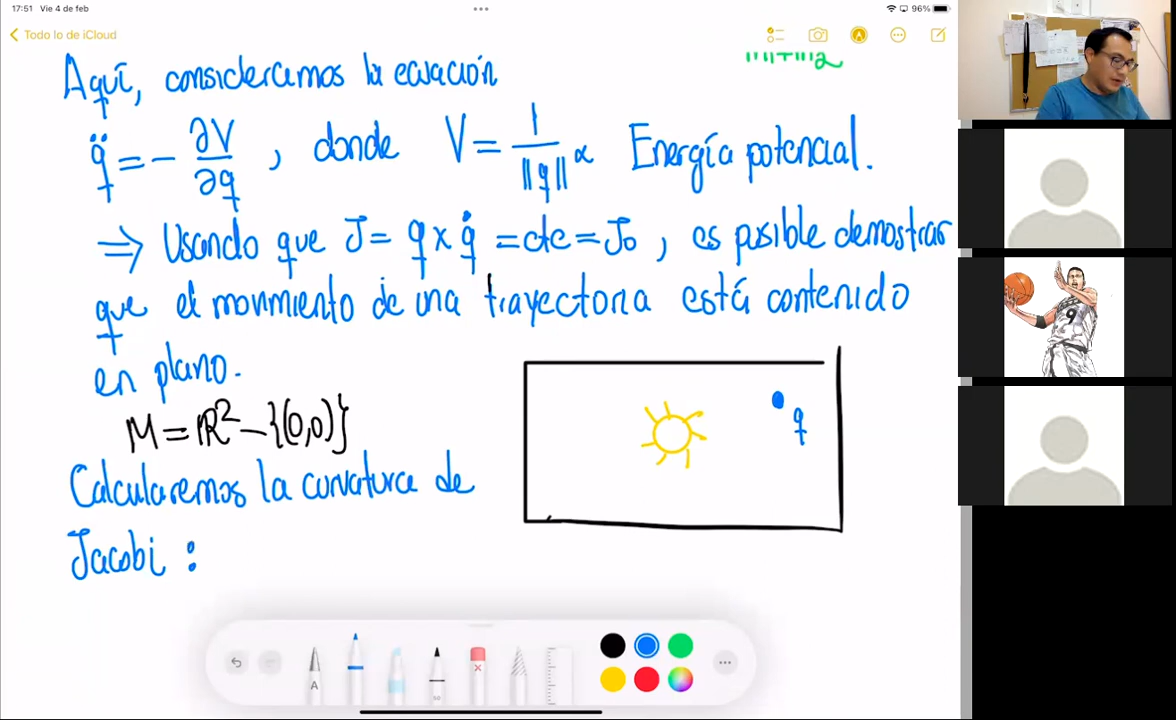 17:51 Vie 4 de feb
96%
Todo lo de iCloud
Aquí, consideramos la ecuación
q̈ = - ∂V/∂q , donde V = 1/||q||^α Energía potencial.
⇒ Usando que J = q × q̇ = cte = J₀, es posible demostrar
que el movimiento de una trayectoria está contenido
en plano.
M = ℝ² - {(0,0)}
q
Calcularemos la curvatura de
Jacobi :
A
50
9